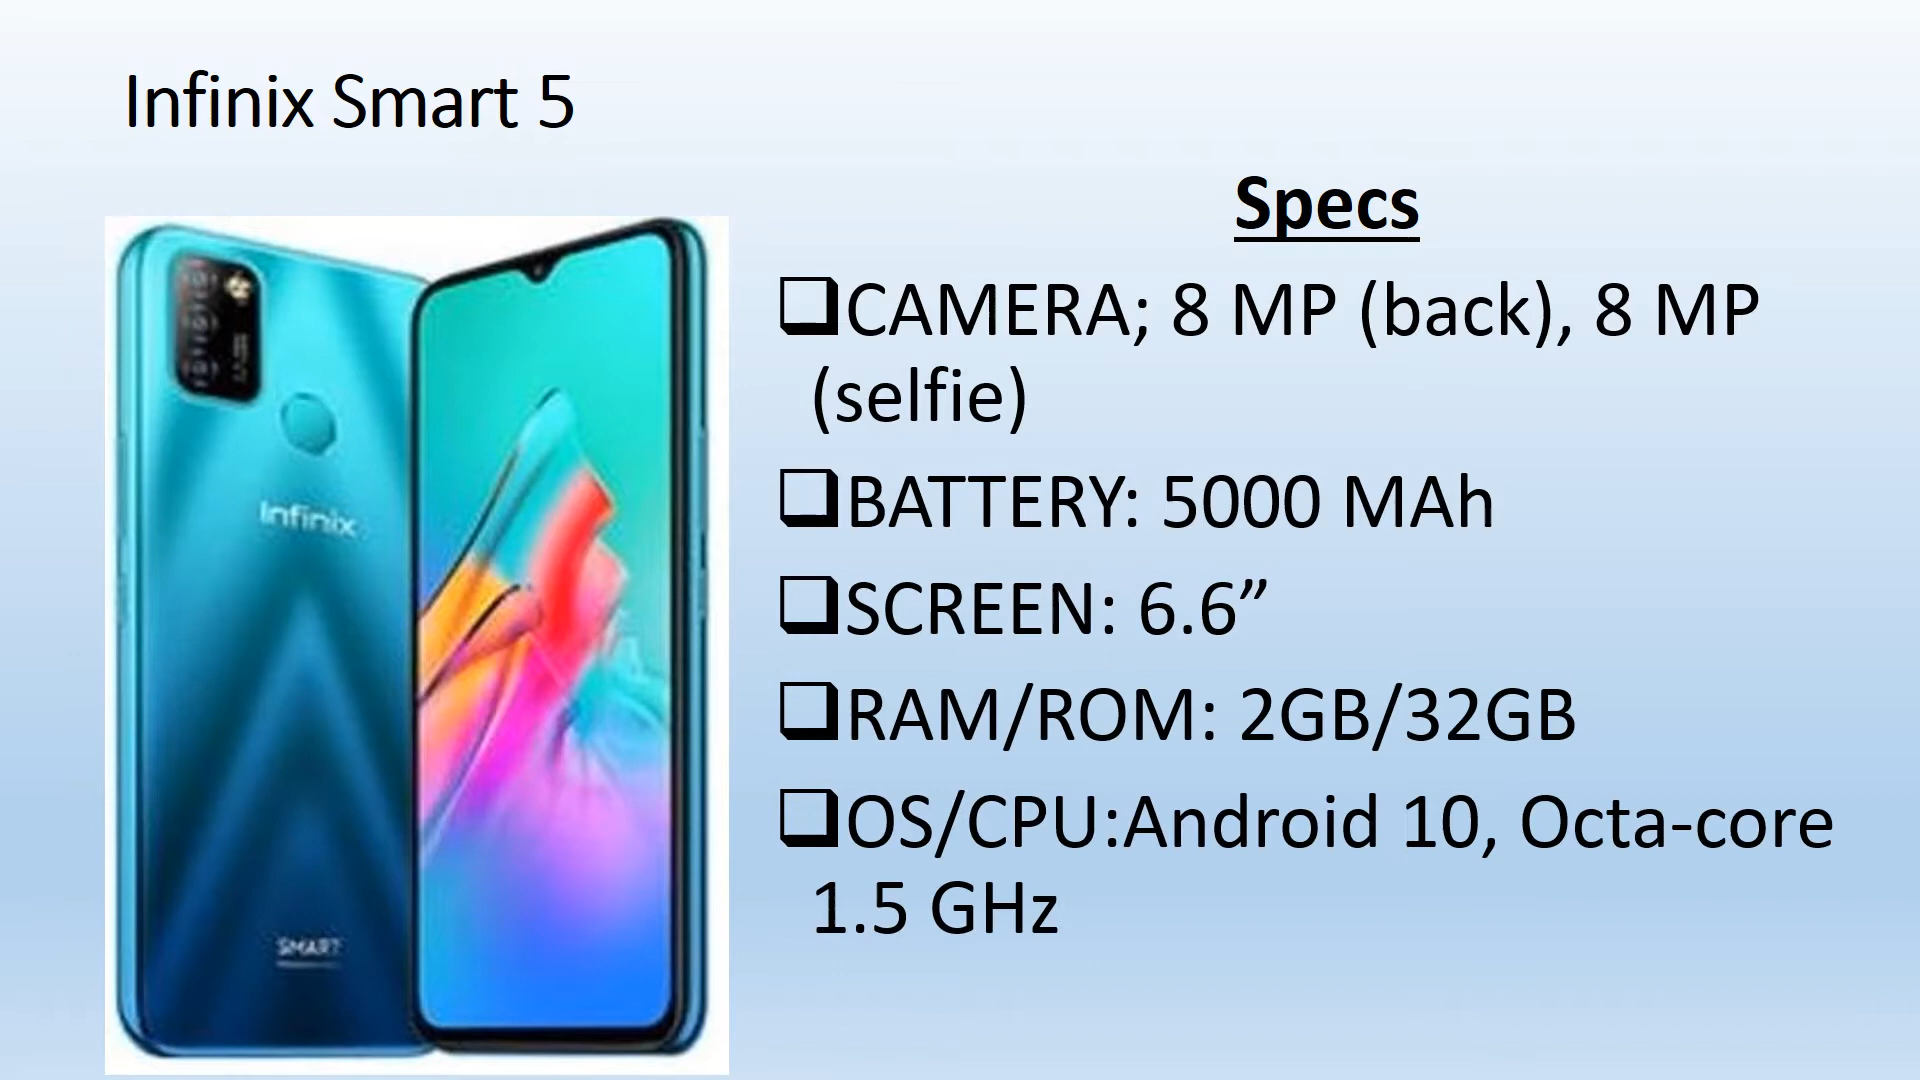 Infinix Smart 5
Specs
❑CAMERA; 8 MP (back), 8 MP
(selfie)
❑BATTERY: 5000 MAh
❑SCREEN: 6.6”
❑RAM/ROM: 2GB/32GB
❑OS/CPU:Android 10, Octa-core
1.5 GHz
Infinix
SMART